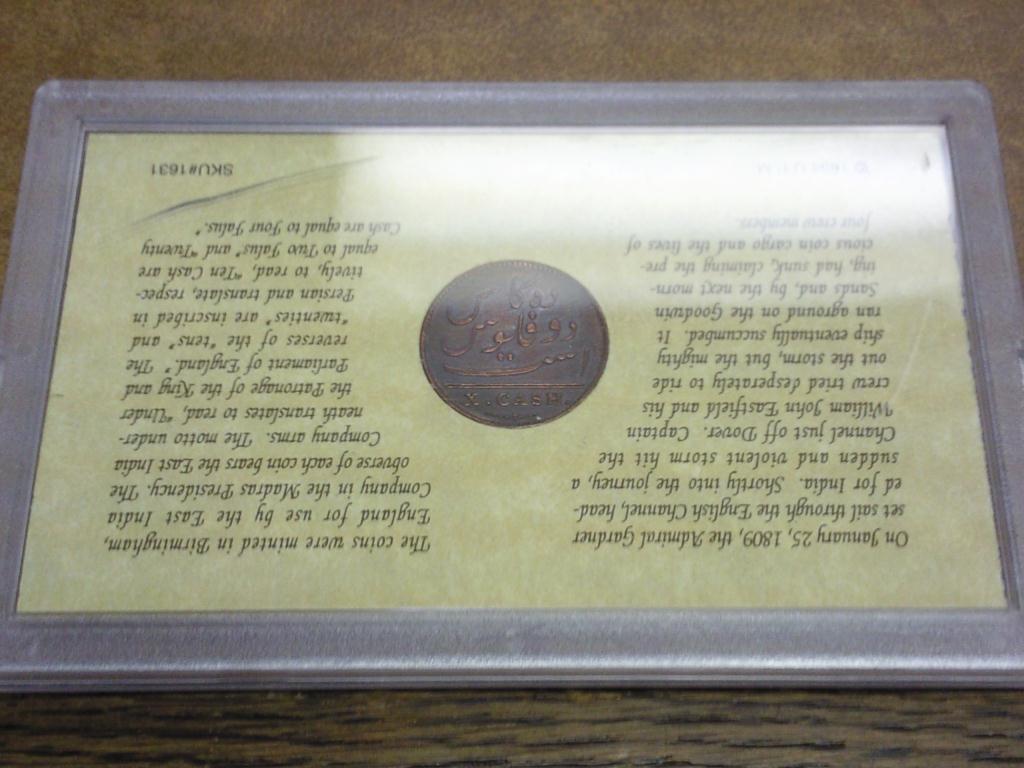 On January, 25, 1809, the Admiral Gardner
set sail through the English Channel, head-
ed for India. Shortly into the journey, a
sudden and violent storm hit the
Channel just off Dover. Captain
William John Eastfield and his
crew tried desperately to ride
out the storm, but the mighty
ship eventually succumbed. It
ran aground on the Goodwin
Sands and, by the next morn-
ing, had sunk, claiming the pre-
cious coin cargo and the lives of
four crew members.
©
ده كاس
دو فلوس
است
X.CASH.
The coins were minted in Birmingham,
England for use by the East India
Company in the Madras Presidency. The
obverse of each coin bears the East India
Company arms. The motto under-
neath translates to read, "Under
the Patronage of the King and
Parliament of England." The
reverses of the "tens" and
"twenties" are inscribed in
Persian and translate, respec-
tively, to read, "Ten Cash are
equal to Two Falus" and "Twenty
Cash are equal to Four Falus".
SKU#1631